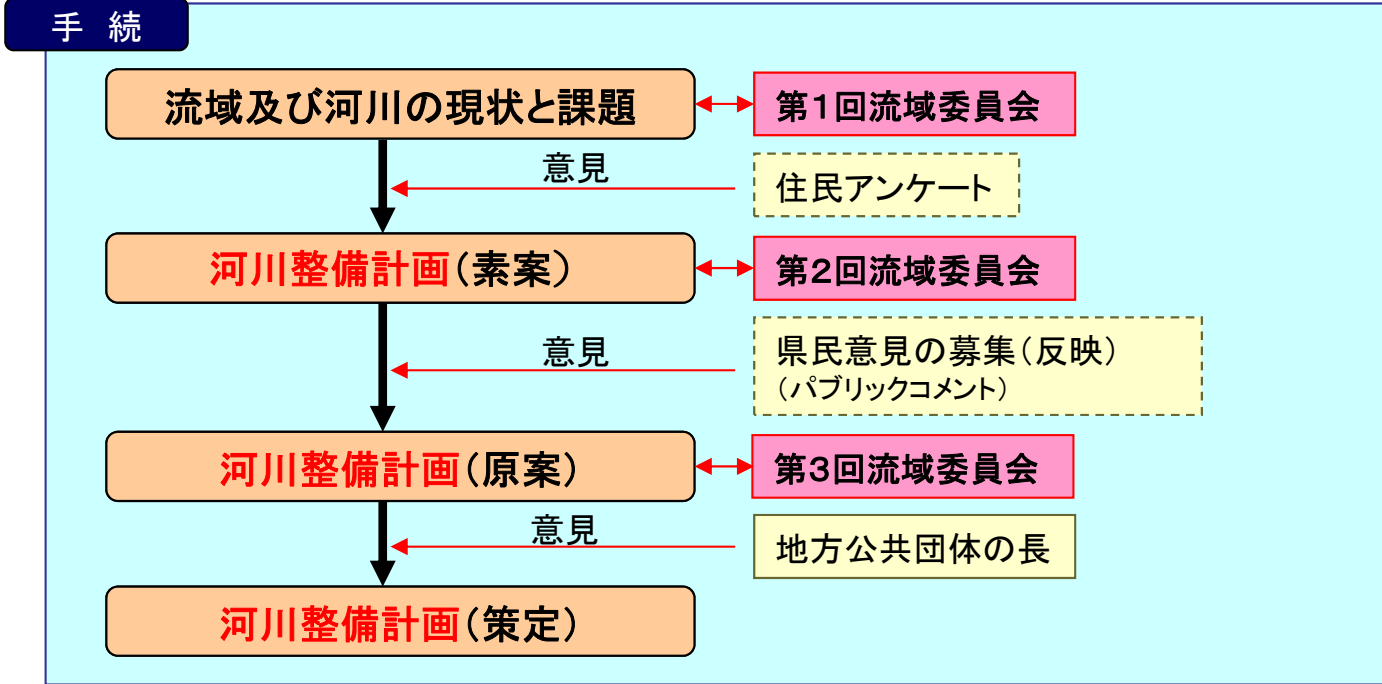 手 続
流域及び河川の現状と課題
第1回流域委員会
意見
住民アンケート
河川整備計画(素案)
第2回流域委員会
意見
県民意見の募集(反映)
(パブリックコメント)
河川整備計画(原案)
第3回流域委員会
意見
地方公共団体の長
河川整備計画(策定)